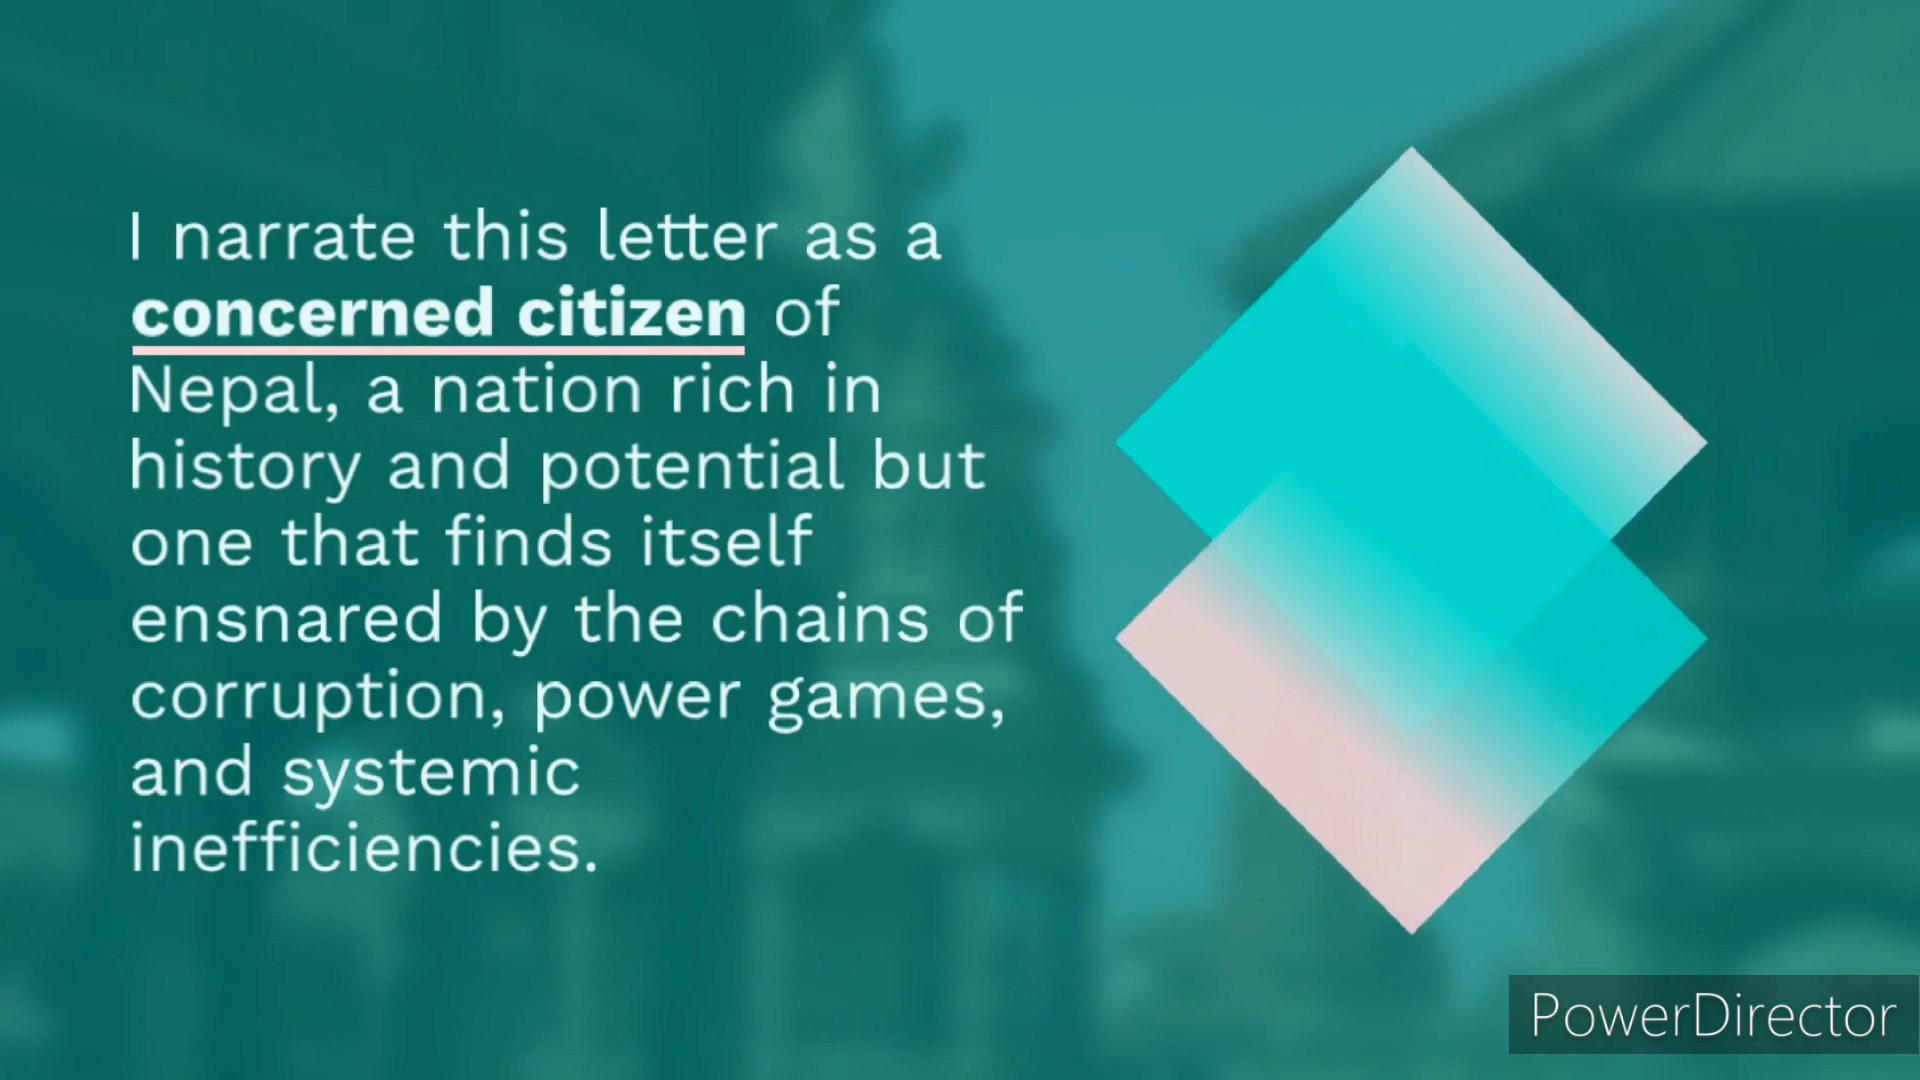 I narrate this letter as a
concerned citizen of
Nepal, a nation rich in
history and potential but
one that finds itself
ensnared by the chains of
corruption, power games,
and systemic
inefficiencies.
PowerDirector